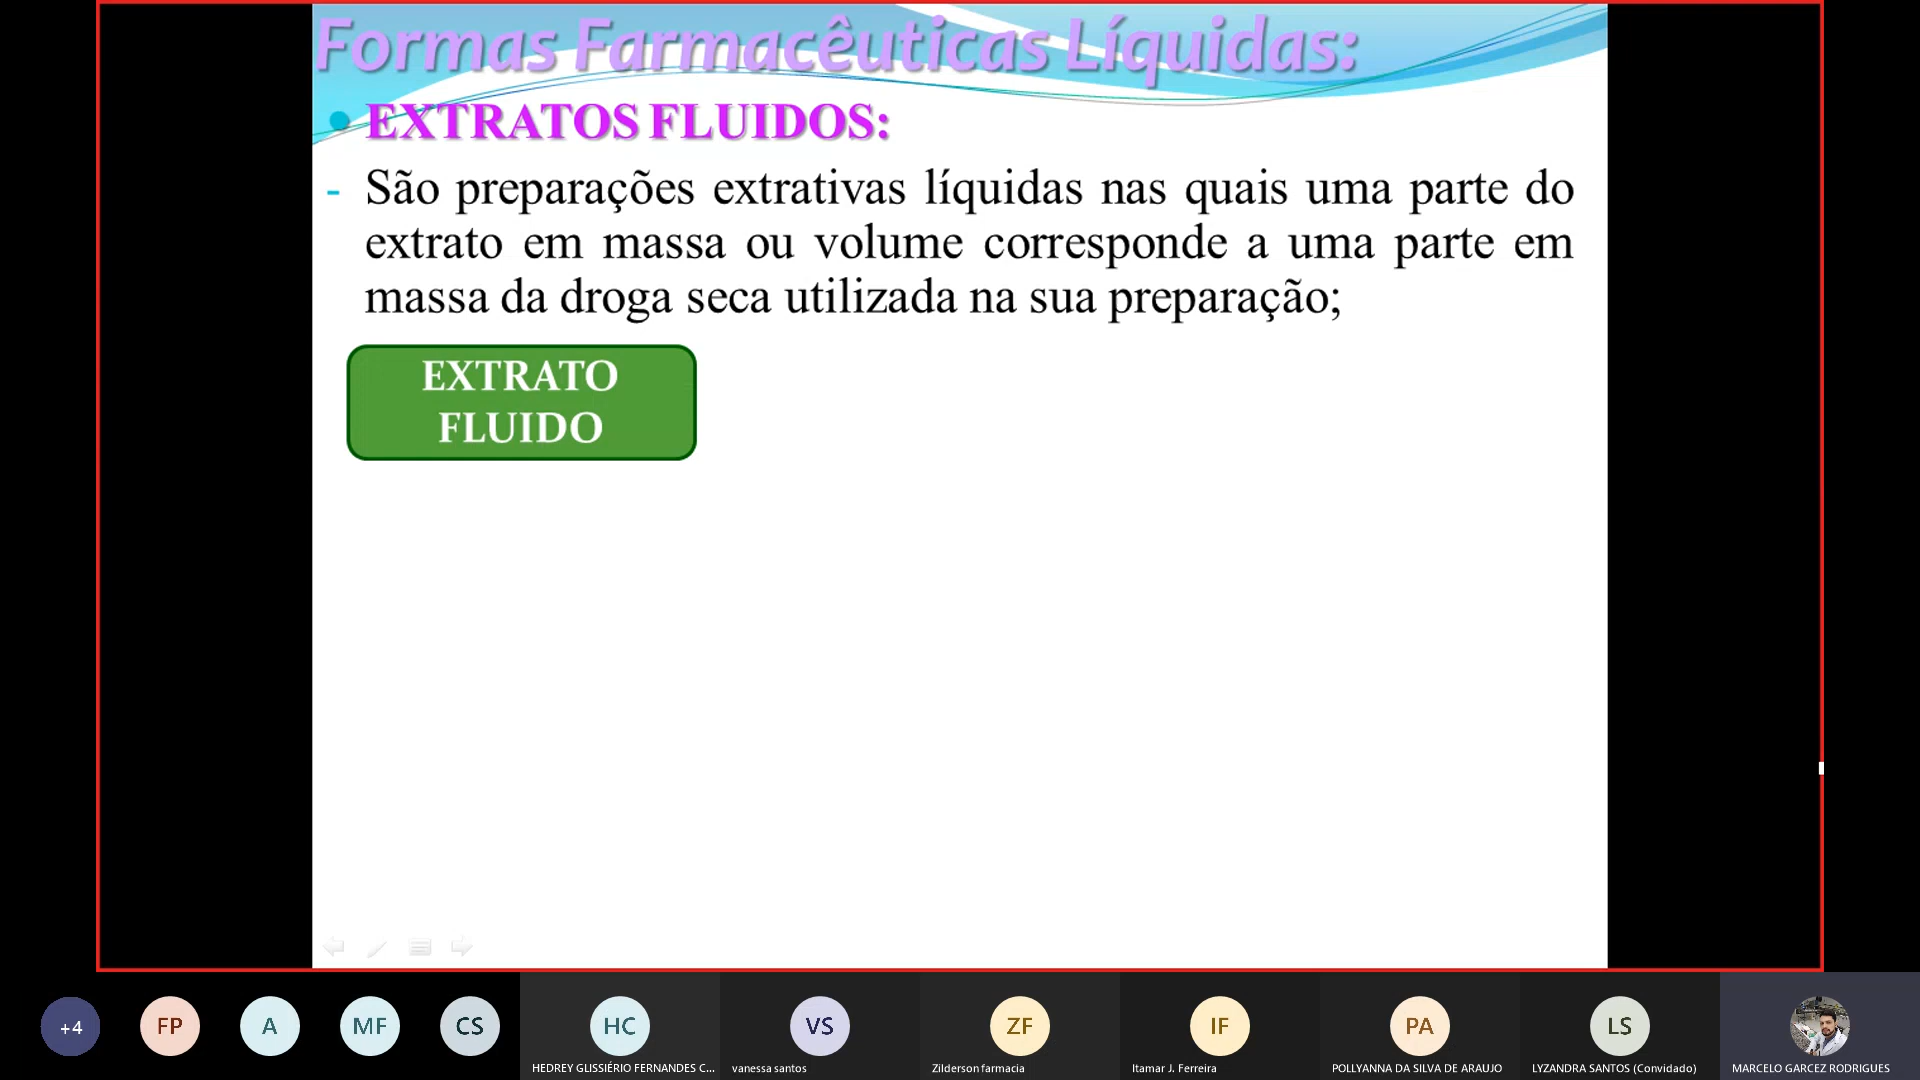 Formas Farmacêuticas Líquidas:
• EXTRATOS FLUIDOS:
- São preparações extrativas líquidas nas quais uma parte do
extrato em massa ou volume corresponde a uma parte em
massa da droga seca utilizada na sua preparação;
EXTRATO
FLUIDO
+4
FP
A
MF
CS
HC
VS
ZF
IF
PA
LS
HEDREY GLISSIÉRIO FERNANDES C...
vanessa santos
Zilderson farmacia
Itamar J. Ferreira
POLLYANNA DA SILVA DE ARAUJO
LYZANDRA SANTOS (Convidado)
MARCELO GARCEZ RODRIGUES